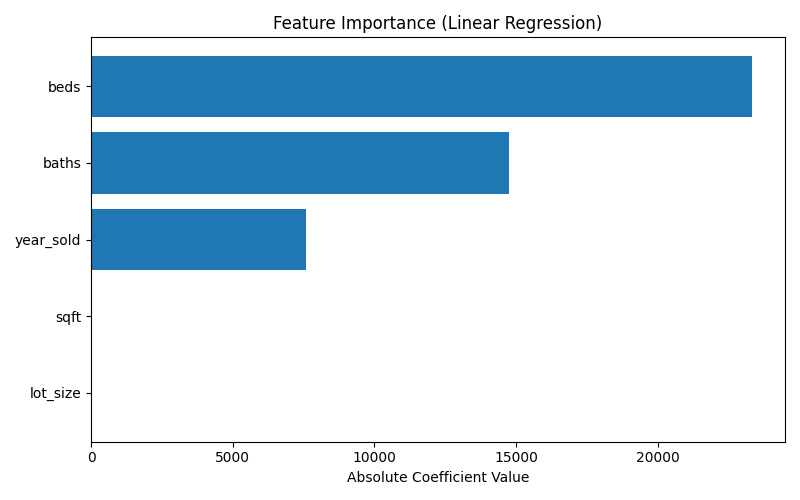 Feature Importance (Linear Regression)
beds
baths
year_sold
sqft
lot_size
0 5000 10000 15000 20000
Absolute Coefficient Value